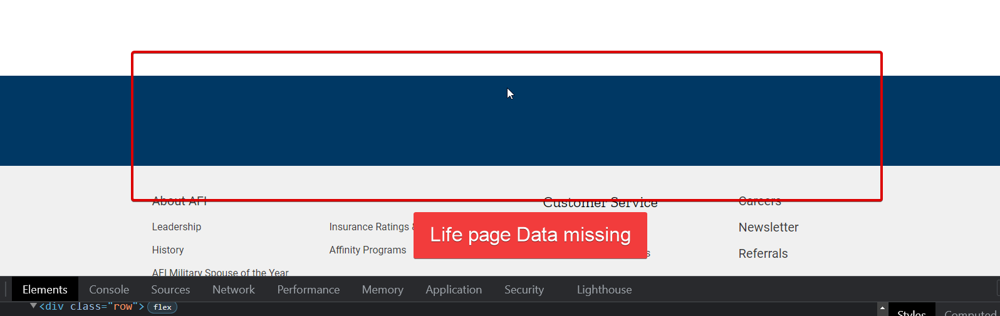 About AFI
Customer Service
Careers
Leadership
Insurance Ratings &
Newsletter
Life page Data missing
History
Affinity Programs
s
Referrals
AFI Military Spouse of the Year
Elements Console Sources Network Performance Memory Application Security Lighthouse
<div class="row"> flex
Styles Computed